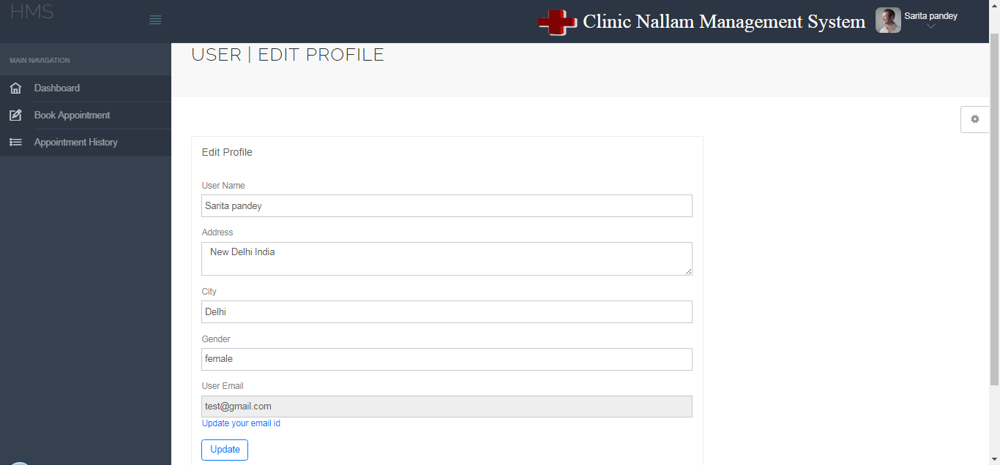 HMS
Clinic Nallam Management System
Sarita pandey
MAIN NAVIGATION
Dashboard
Book Appointment
Appointment History
USER | EDIT PROFILE
Edit Profile
User Name
Sarita pandey
Address
New Delhi India
City
Delhi
Gender
female
User Email
test@gmail.com
Update your email id
Update